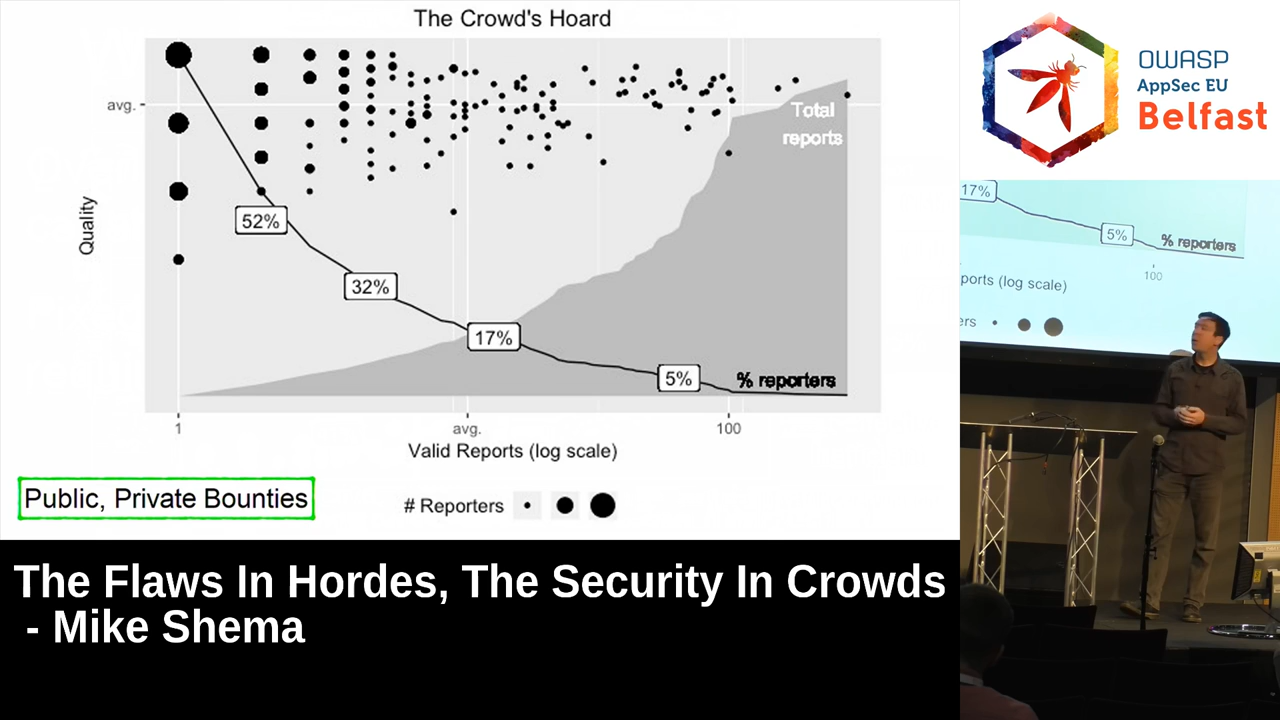 The Crowd's Hoard
avg.
Quality
Total
reports
52%
32%
17%
5%
% reporters
1
avg.
100
Valid Reports (log scale)
Public, Private Bounties
# Reporters
The Flaws In Hordes, The Security In Crowds
- Mike Shema
OWASP
AppSec EU
Belfast
17%
5%
% reporters
100
ports (log scale)
ers